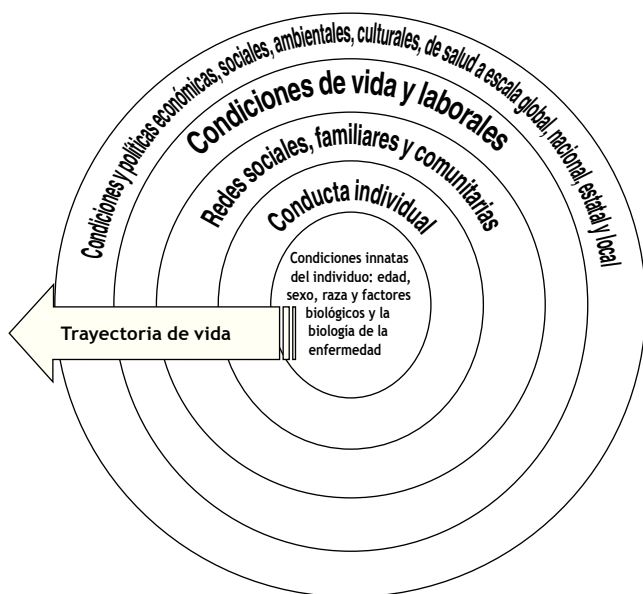 Condiciones y políticas económicas, sociales, ambientales, culturales, de salud a escala global, nacional, estatal y local
Condiciones de vida y laborales
Redes sociales, familiares y comunitarias
Conducta individual
Condiciones innatas
del individuo: edad,
sexo, raza y factores
biológicos y la
biología de la
enfermedad
Trayectoria de vida